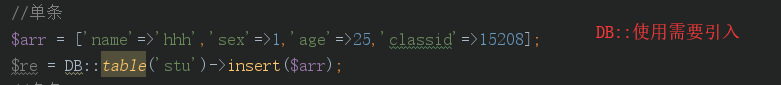 //单条
$arr = ['name'=>'hhh','sex'=>1,'age'=>25,'classid'=>15208];
DB::使用需要引入
$re = DB::table('stu')->insert($arr);